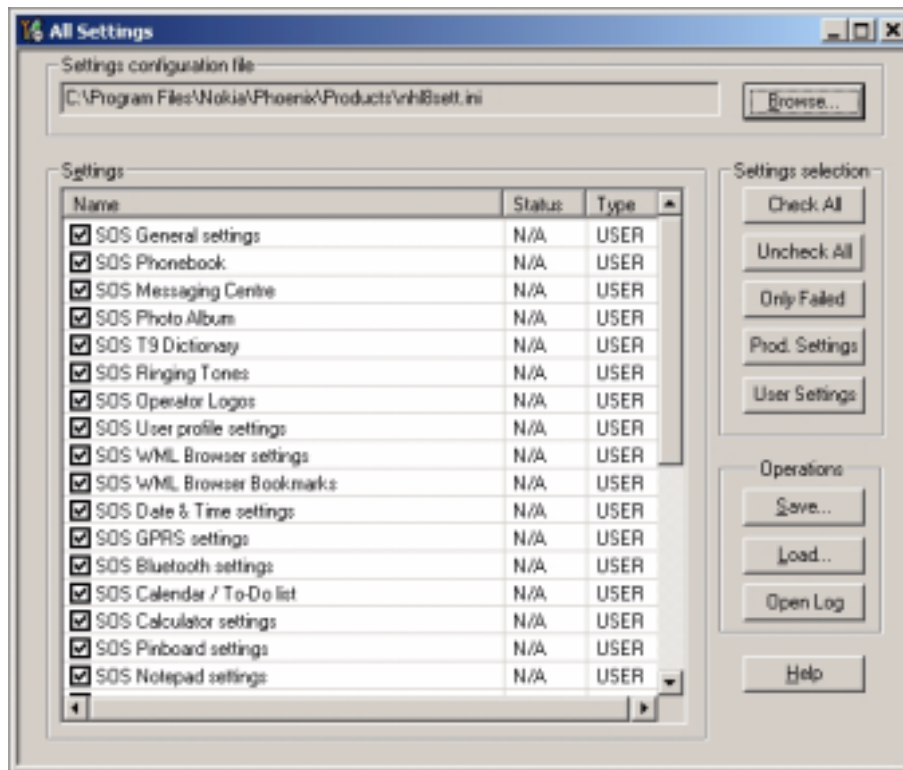 All Settings
Settings configuration file
C:\Program Files\Nokia\Phoenix\Products\nhl8sett.ini
Browse...
Settings
Name Status Type
SOS General settings N/A USER
SOS Phonebook N/A USER
SOS Messaging Centre N/A USER
SOS Photo Album N/A USER
SOS T9 Dictionary N/A USER
SOS Ringing Tones N/A USER
SOS Operator Logos N/A USER
SOS User profile settings N/A USER
SOS WML Browser settings N/A USER
SOS WML Browser Bookmarks N/A USER
SOS Date & Time settings N/A USER
SOS GPRS settings N/A USER
SOS Bluetooth settings N/A USER
SOS Calendar / To-Do list N/A USER
SOS Calculator settings N/A USER
SOS Pinboard settings N/A USER
SOS Notepad settings N/A USER
Settings selection
Check All
Uncheck All
Only Failed
Prod. Settings
User Settings
Operations
Save...
Load...
Open Log
Help